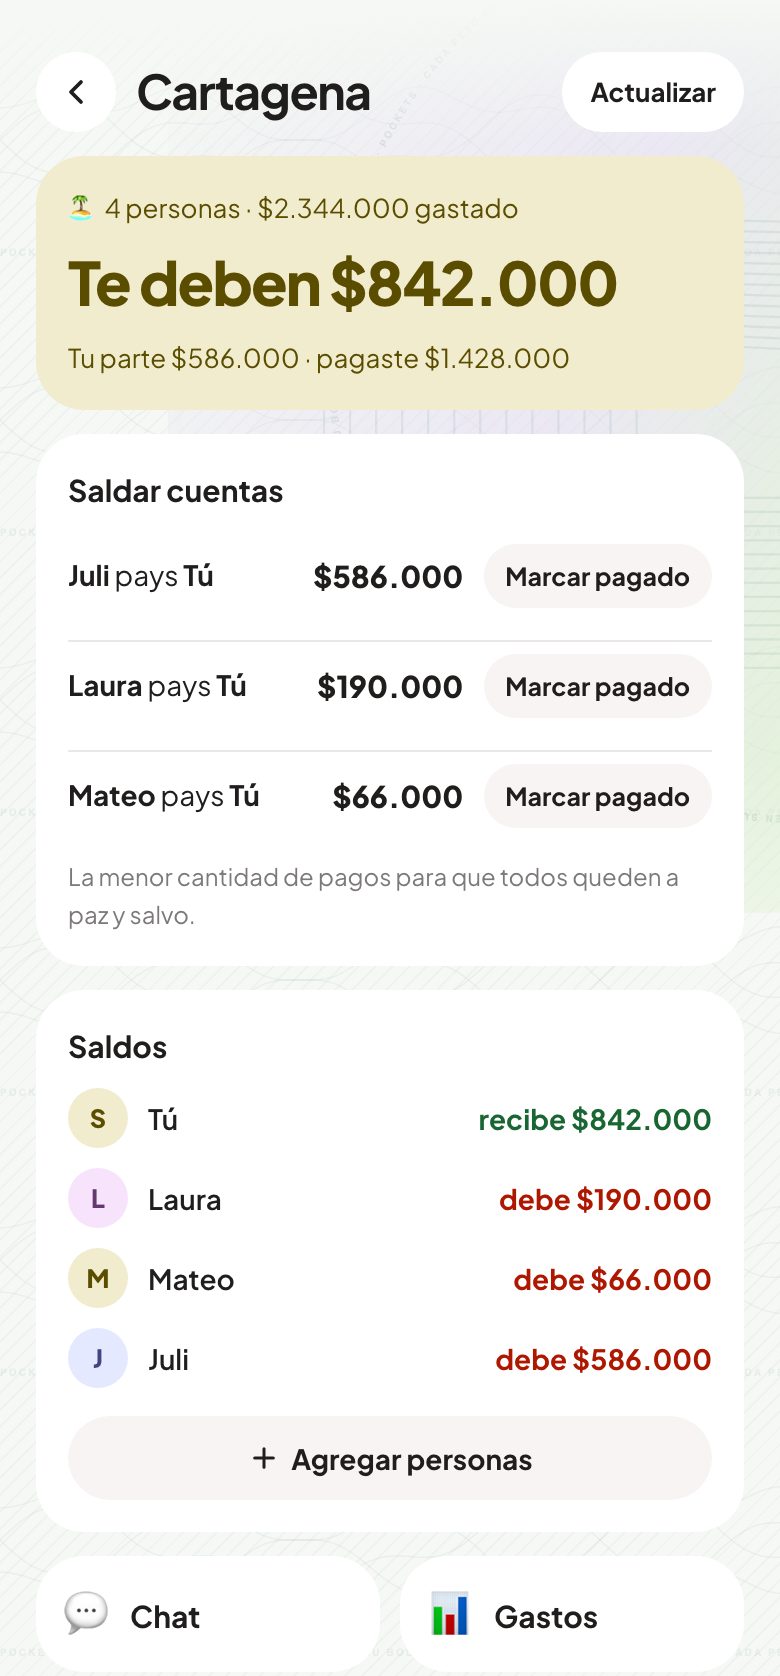 Cartagena
Actualizar
4 personas · $2.344.000 gastado
Te deben $842.000
Tu parte $586.000 · pagaste $1.428.000
Saldar cuentas
Juli pays Tú $586.000 Marcar pagado
Laura pays Tú $190.000 Marcar pagado
Mateo pays Tú $66.000 Marcar pagado
La menor cantidad de pagos para que todos queden a
paz y salvo.
Saldos
S Tú recibe $842.000
L Laura debe $190.000
M Mateo debe $66.000
J Juli debe $586.000
+ Agregar personas
Chat
Gastos